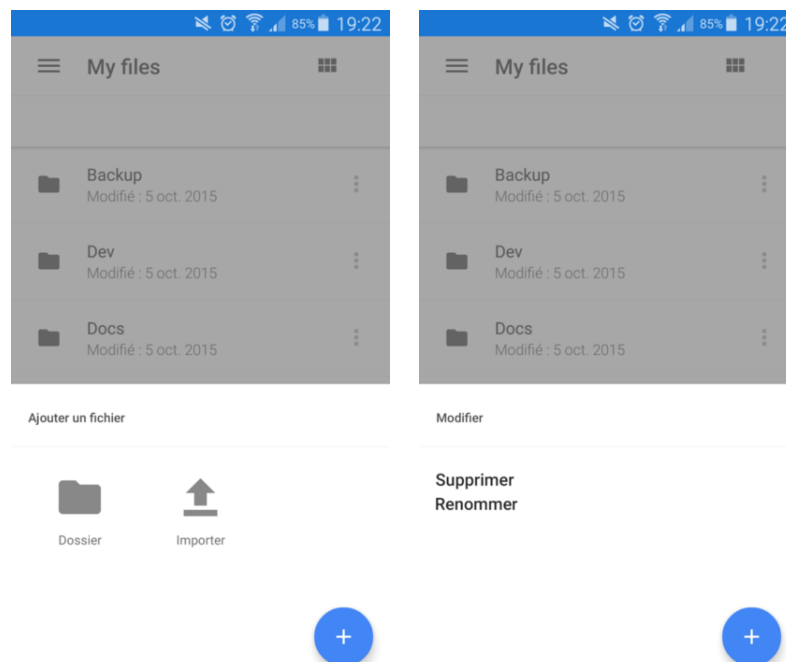 85% 19:22
My files
Backup
Modifié : 5 oct. 2015
Dev
Modifié : 5 oct. 2015
Docs
Modifié : 5 oct. 2015
Ajouter un fichier
Dossier Importer
+
85% 19:22
My files
Backup
Modifié : 5 oct. 2015
Dev
Modifié : 5 oct. 2015
Docs
Modifié : 5 oct. 2015
Modifier
Supprimer
Renommer
+